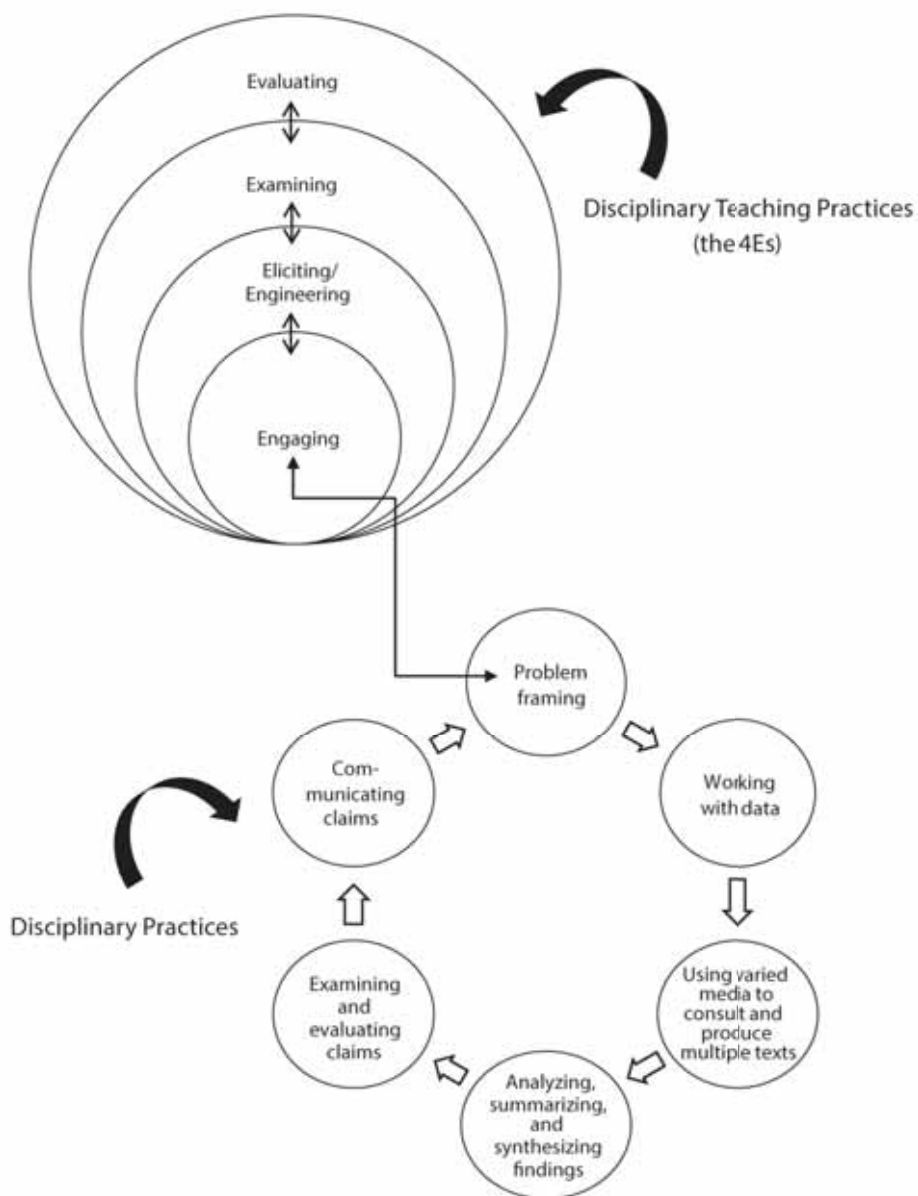 Evaluating
Examining
Eliciting/
Engineering
Engaging
Disciplinary Teaching Practices
(the 4Es)
Problem
framing
Working
with data
Using varied
media to
consult and
produce
multiple texts
Analyzing,
summarizing,
and
synthesizing
findings
Examining
and
evaluating
claims
Com-
municating
claims
Disciplinary Practices